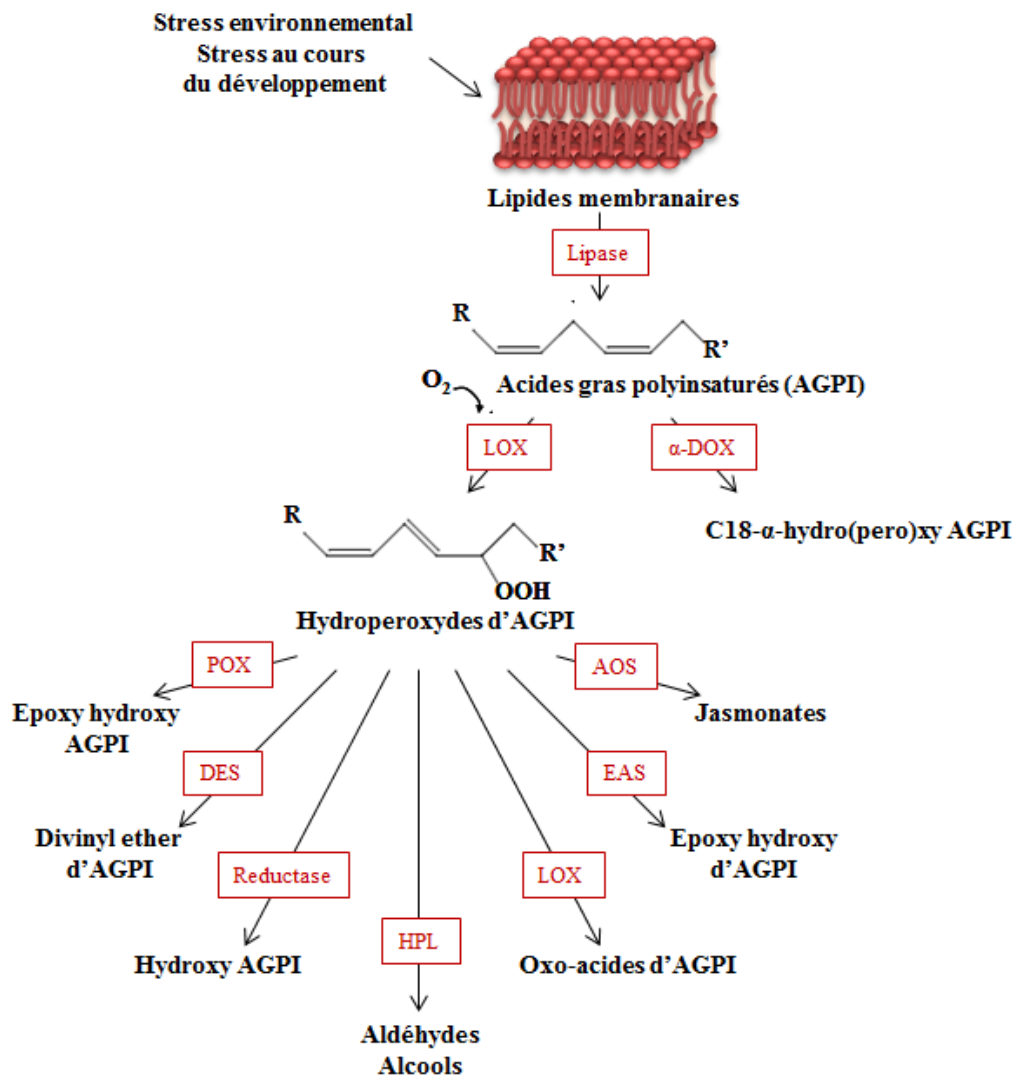 Stress environmental
Stress au cours
du développement
Lipides membranaires
Lipase
R
R'
O2
Acides gras polyinsaturés (AGPI)
LOX
α-DOX
C18-α-hydro(pero)xy AGPI
R
R'
OOH
Hydroperoxydes d'AGPI
POX
AOS
Epoxy hydroxy
AGPI
Jasmonates
DES
EAS
Divinyl ether
d'AGPI
Epoxy hydroxy
d'AGPI
Reductase
LOX
HPL
Hydroxy AGPI
Oxo-acides d'AGPI
Aldéhydes
Alcools